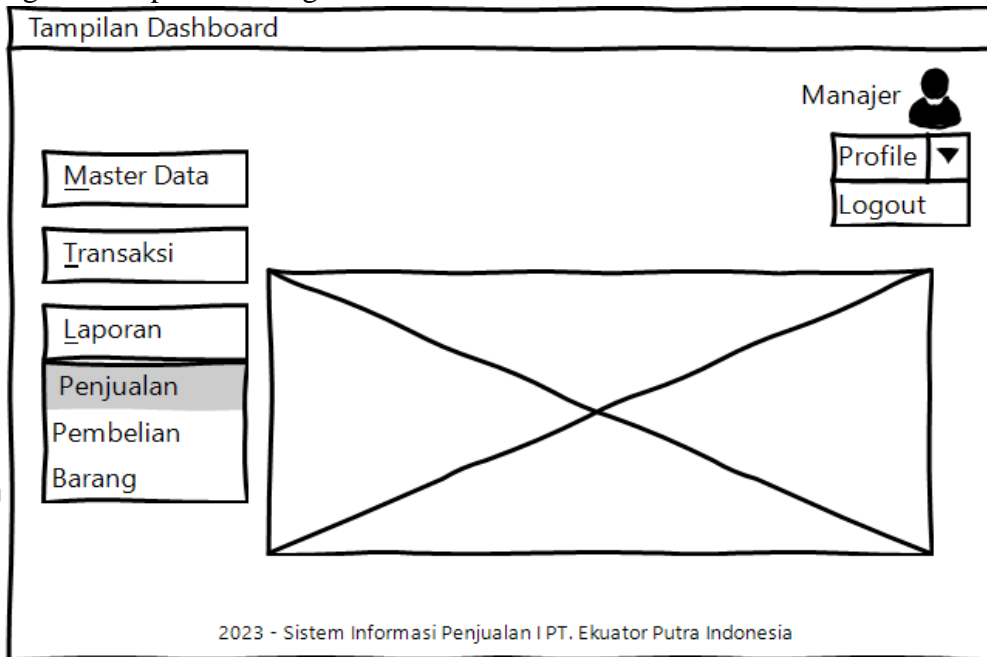 Tampilan Dashboard
Manajer
Profile
Logout
Master Data
Transaksi
Laporan
Penjualan
Pembelian
Barang
2023 - Sistem Informasi Penjualan I PT. Ekuator Putra Indonesia